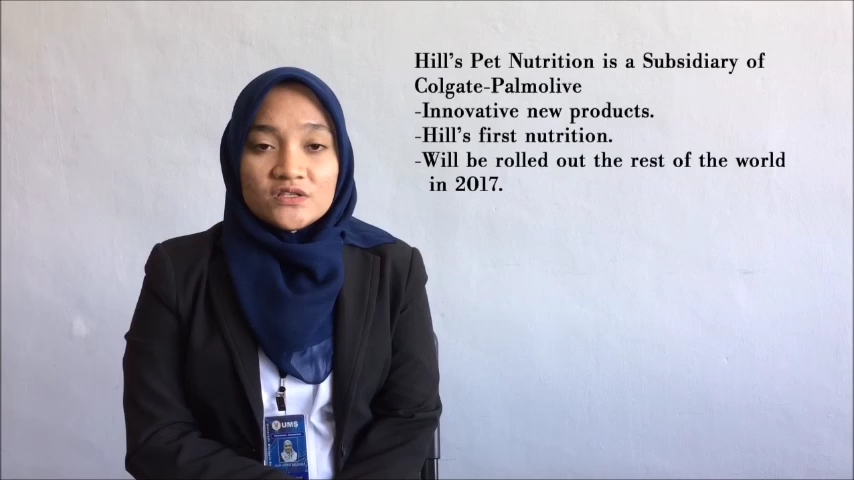 Hill's Pet Nutrition is a Subsidiary of
Colgate-Palmolive
-Innovative new products.
-Hill's first nutrition.
-Will be rolled out the rest of the world
in 2017.
UMS